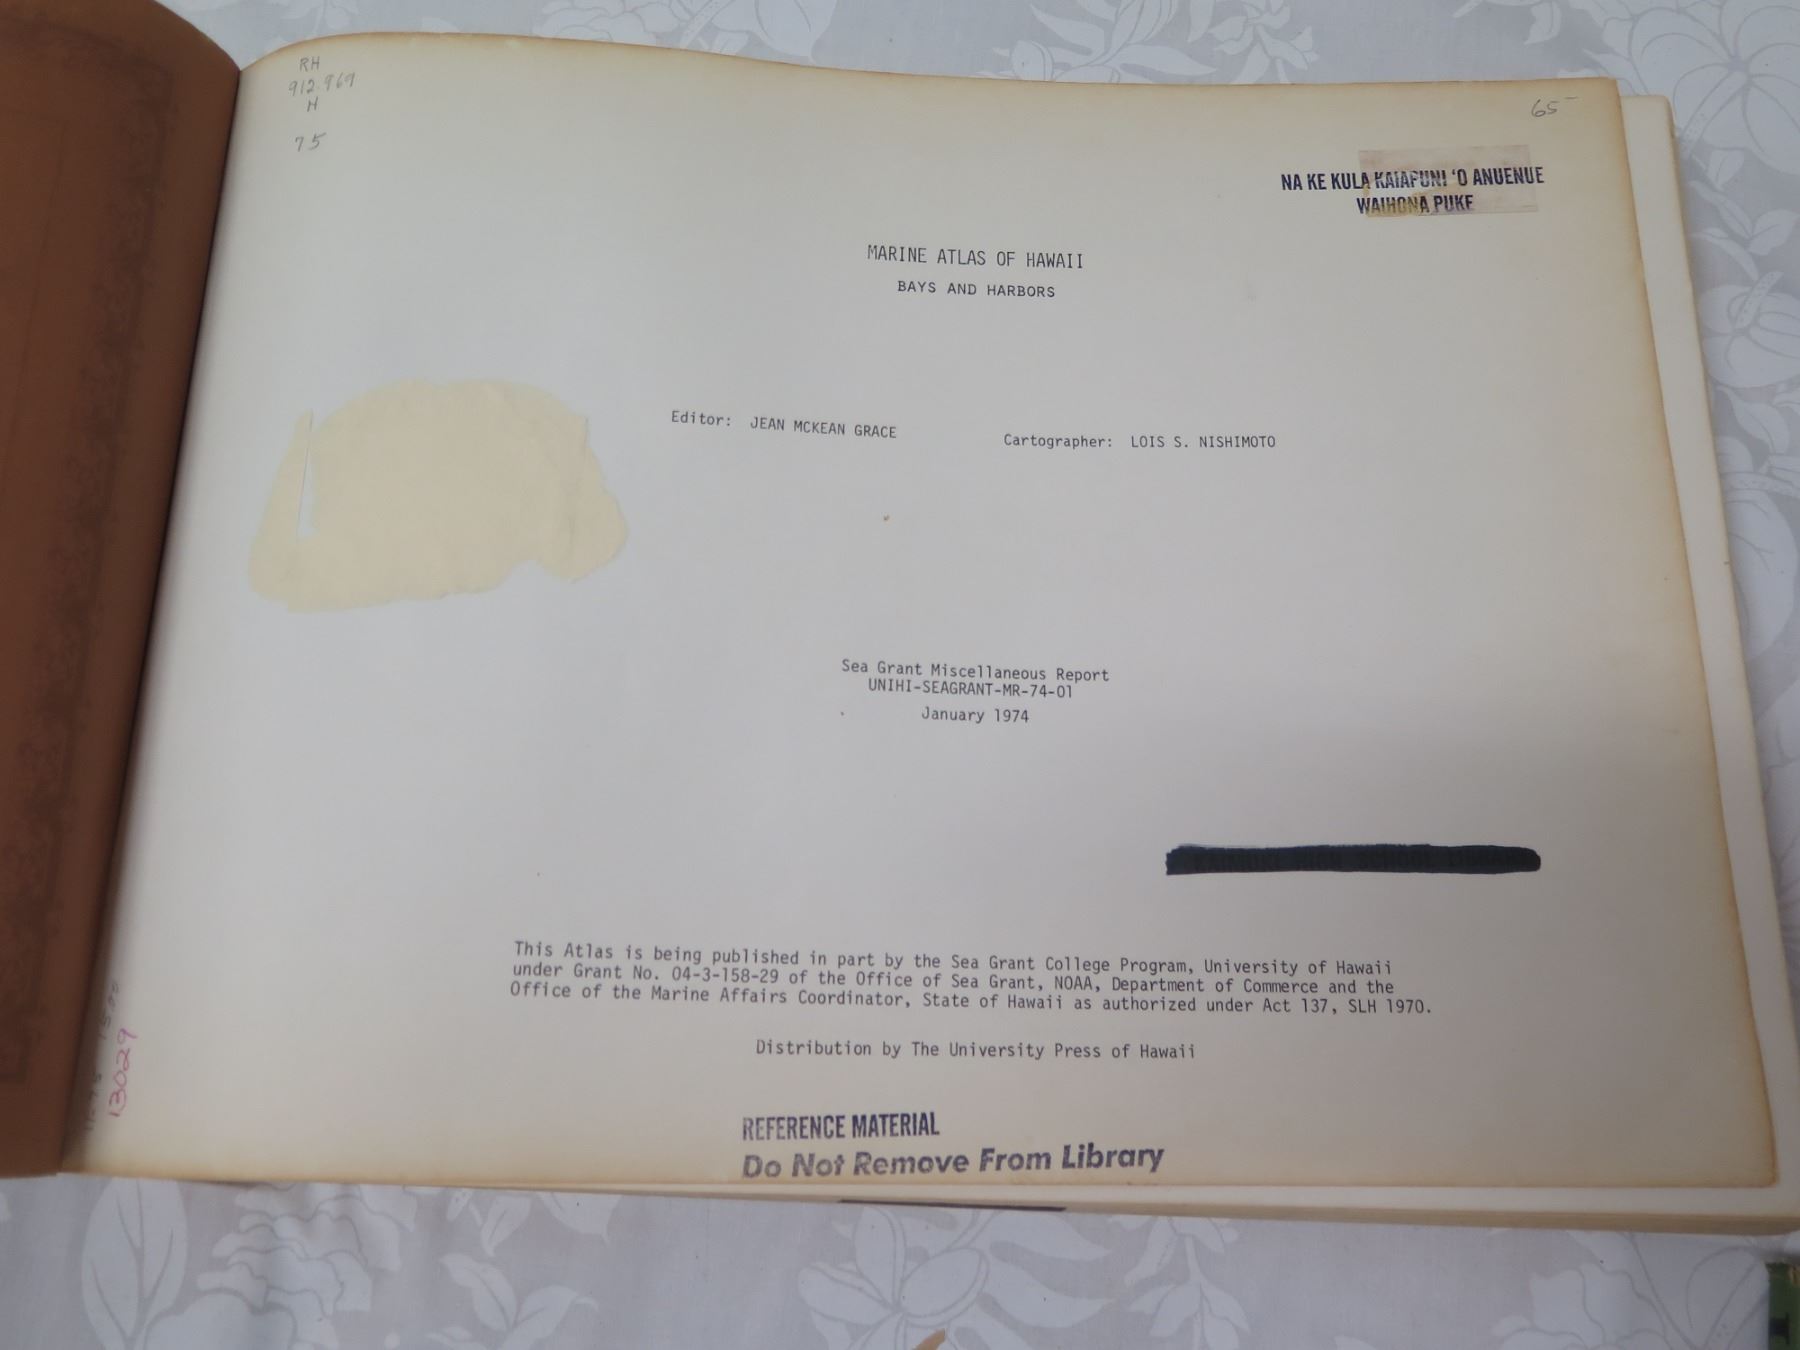 RH
912.969
H
75
65-
NA KE KULA KAIAPUNI 'O ANUENUE
WAIHONA PUKE
MARINE ATLAS OF HAWAII
BAYS AND HARBORS
Editor: JEAN MCKEAN GRACE
Cartographer: LOIS S. NISHIMOTO
Sea Grant Miscellaneous Report
UNIHI-SEAGRANT-MR-74-01
January 1974
HIGH SCHOOL
This Atlas is being published in part by the Sea Grant College Program, University of Hawaii
under Grant No. 04-3-158-29 of the Office of Sea Grant, NOAA, Department of Commerce and the
Office of the Marine Affairs Coordinator, State of Hawaii as authorized under Act 137, SLH 1970.
Distribution by The University Press of Hawaii
13029
REFERENCE MATERIAL
Do Not Remove From Library